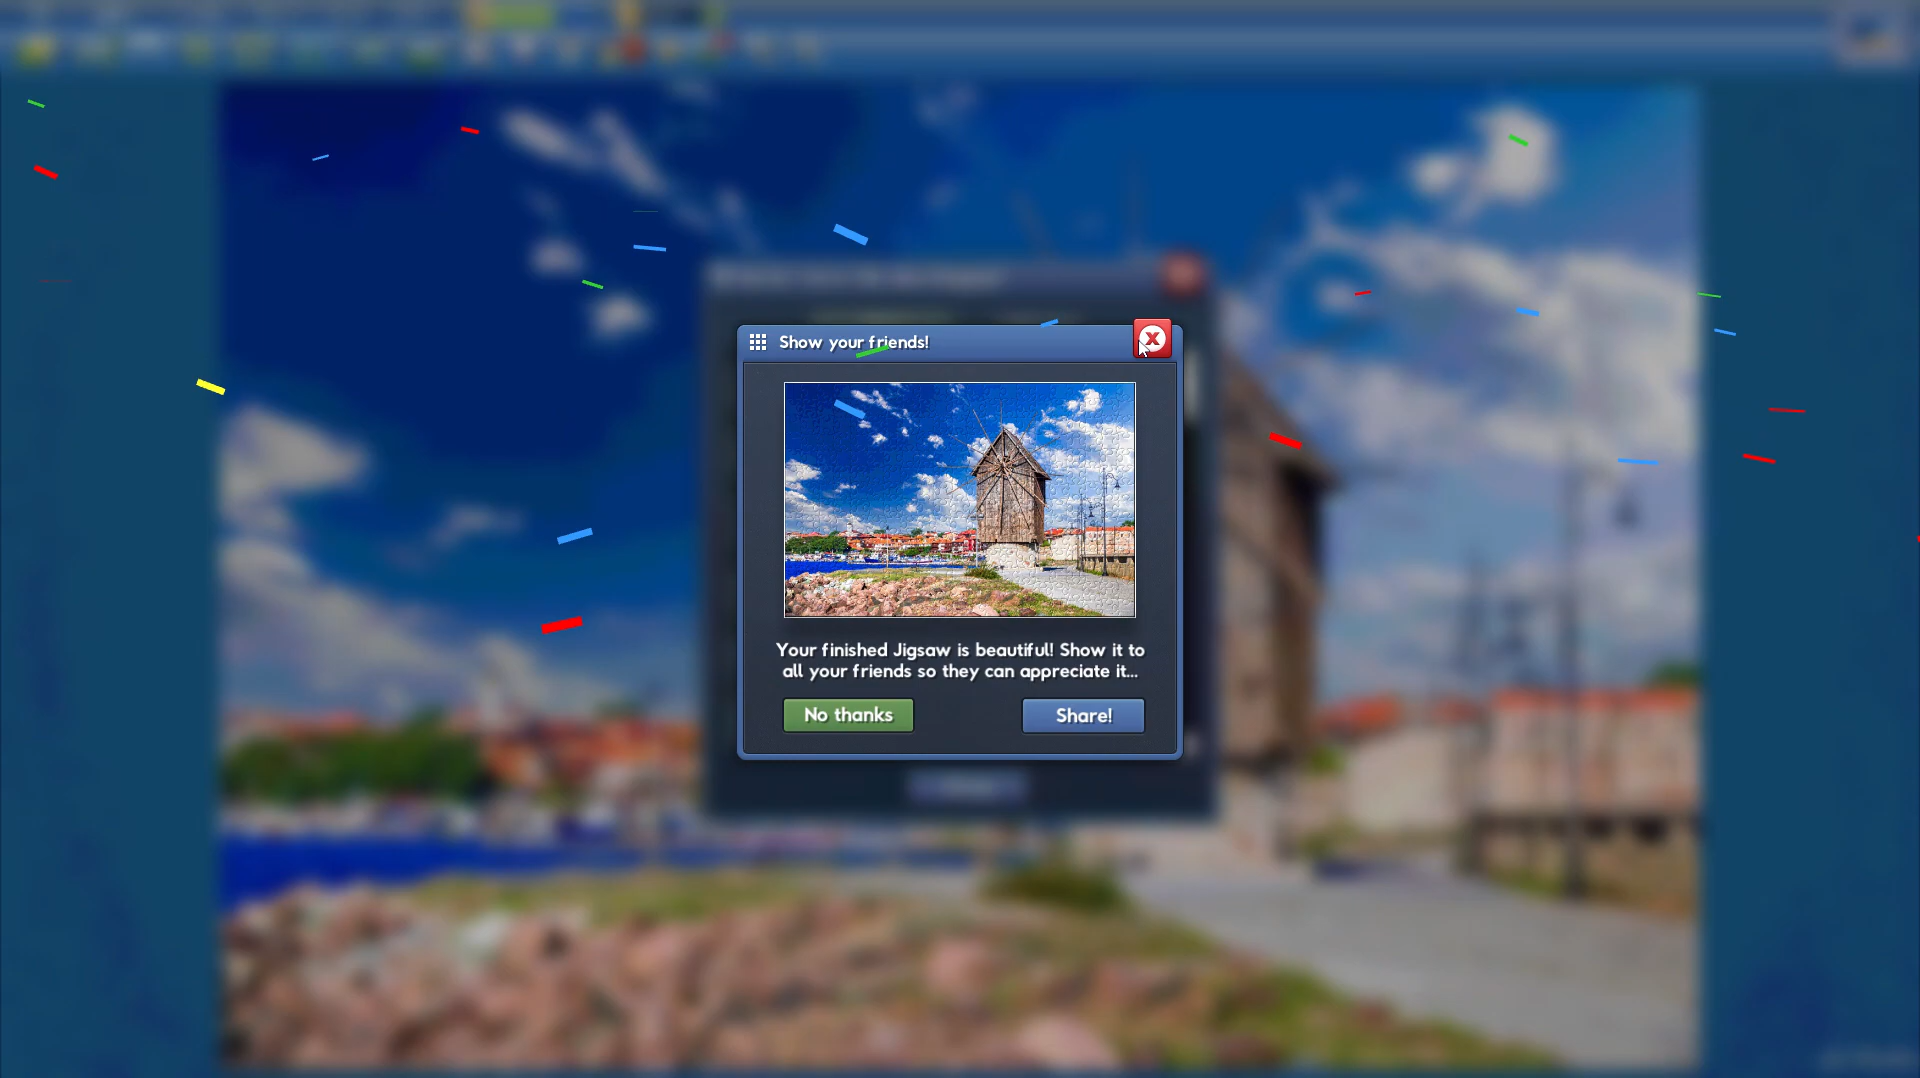 Show your friends!
Your finished Jigsaw is beautiful! Show it to
all your friends so they can appreciate it...
No thanks
Share!